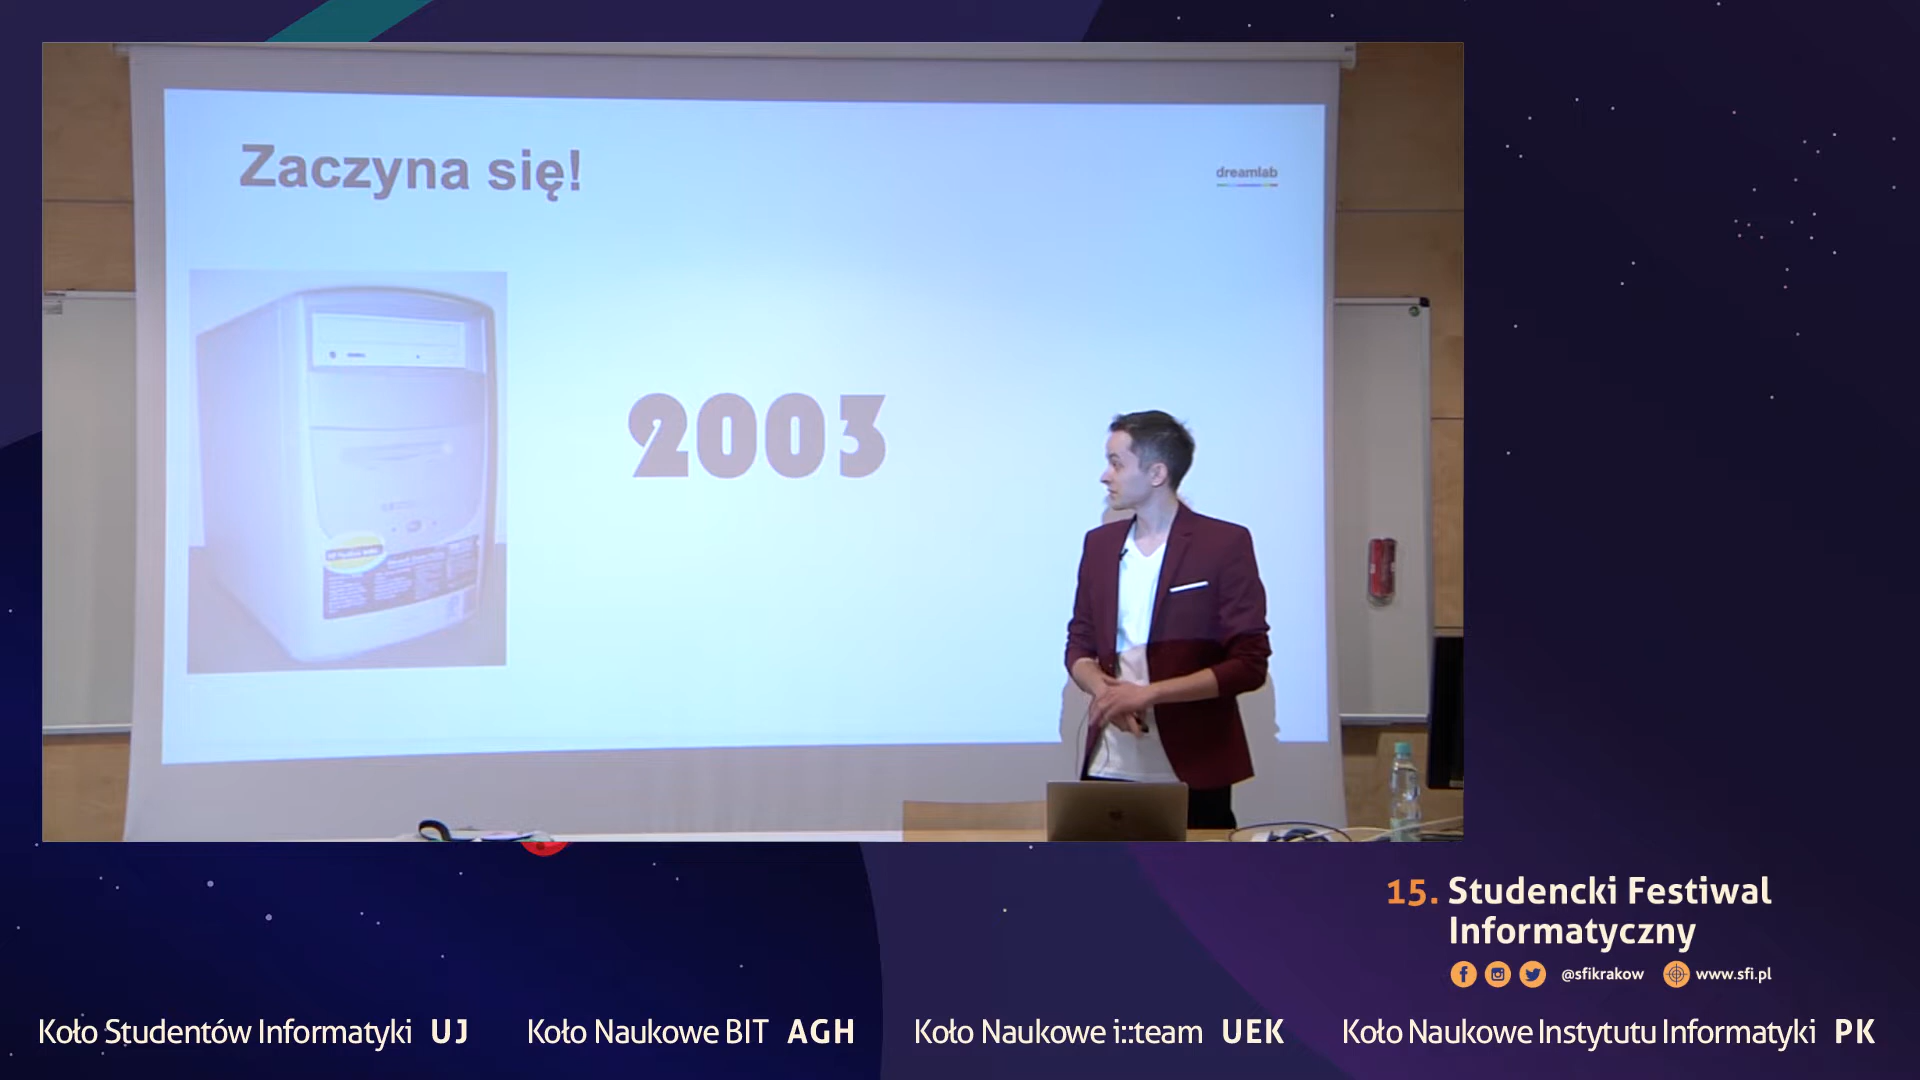 Zaczyna się!
dreamlab
2003
15. Studencki Festiwal
Informatyczny
@sfikrakow www.sfi.pl
Koło Studentów Informatyki UJ
Koło Naukowe BIT AGH
Koło Naukowe i::team UEK
Koło Naukowe Instytutu Informatyki PK